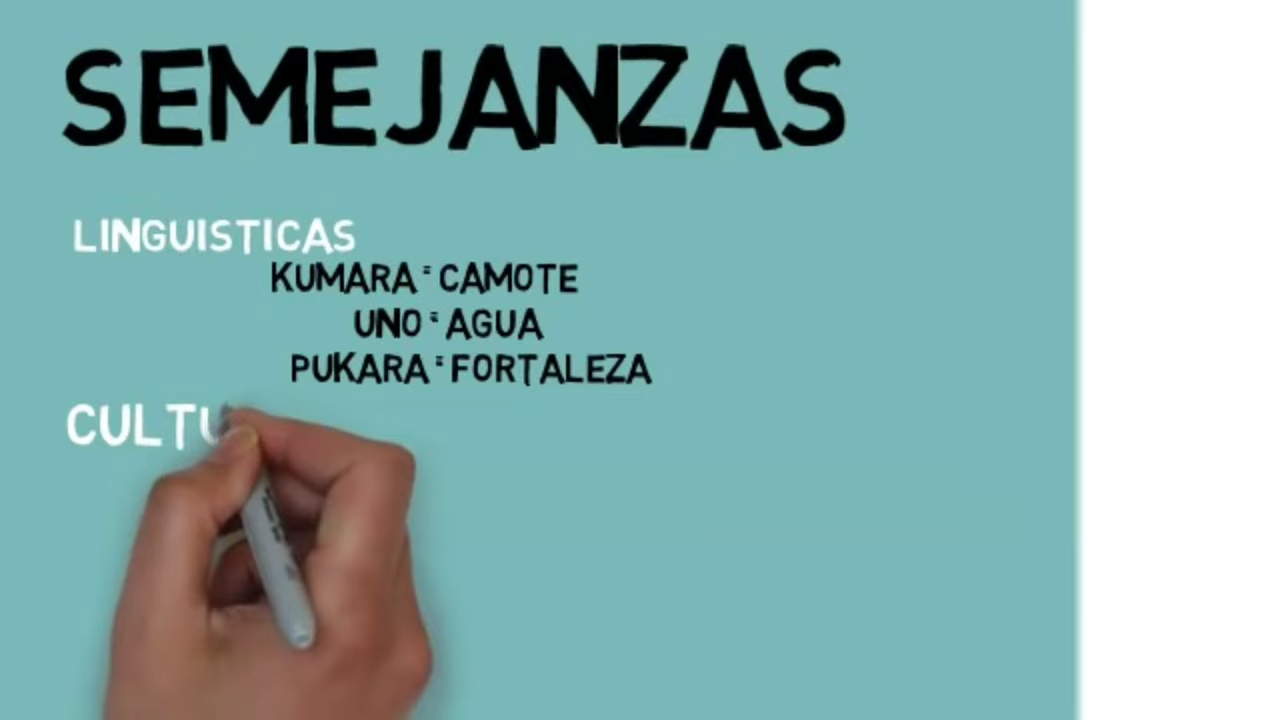 SEMEJANZAS
LINGUISTICAS
KUMARA = CAMOTE
UNO = AGUA
PUKARA = FORTALEZA
CULTU